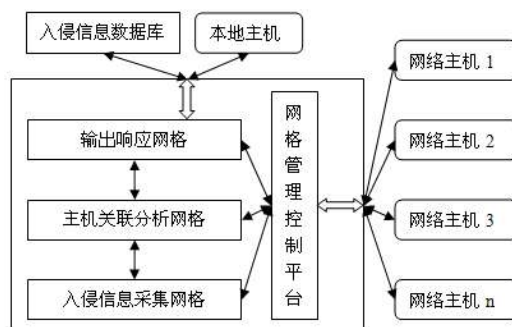 入侵信息数据库
本地主机
网络主机 1
输出响应网格
网络主机 2
主机关联分析网格
网络主机 3
入侵信息采集网格
网络主机 n
网格管理控制平台